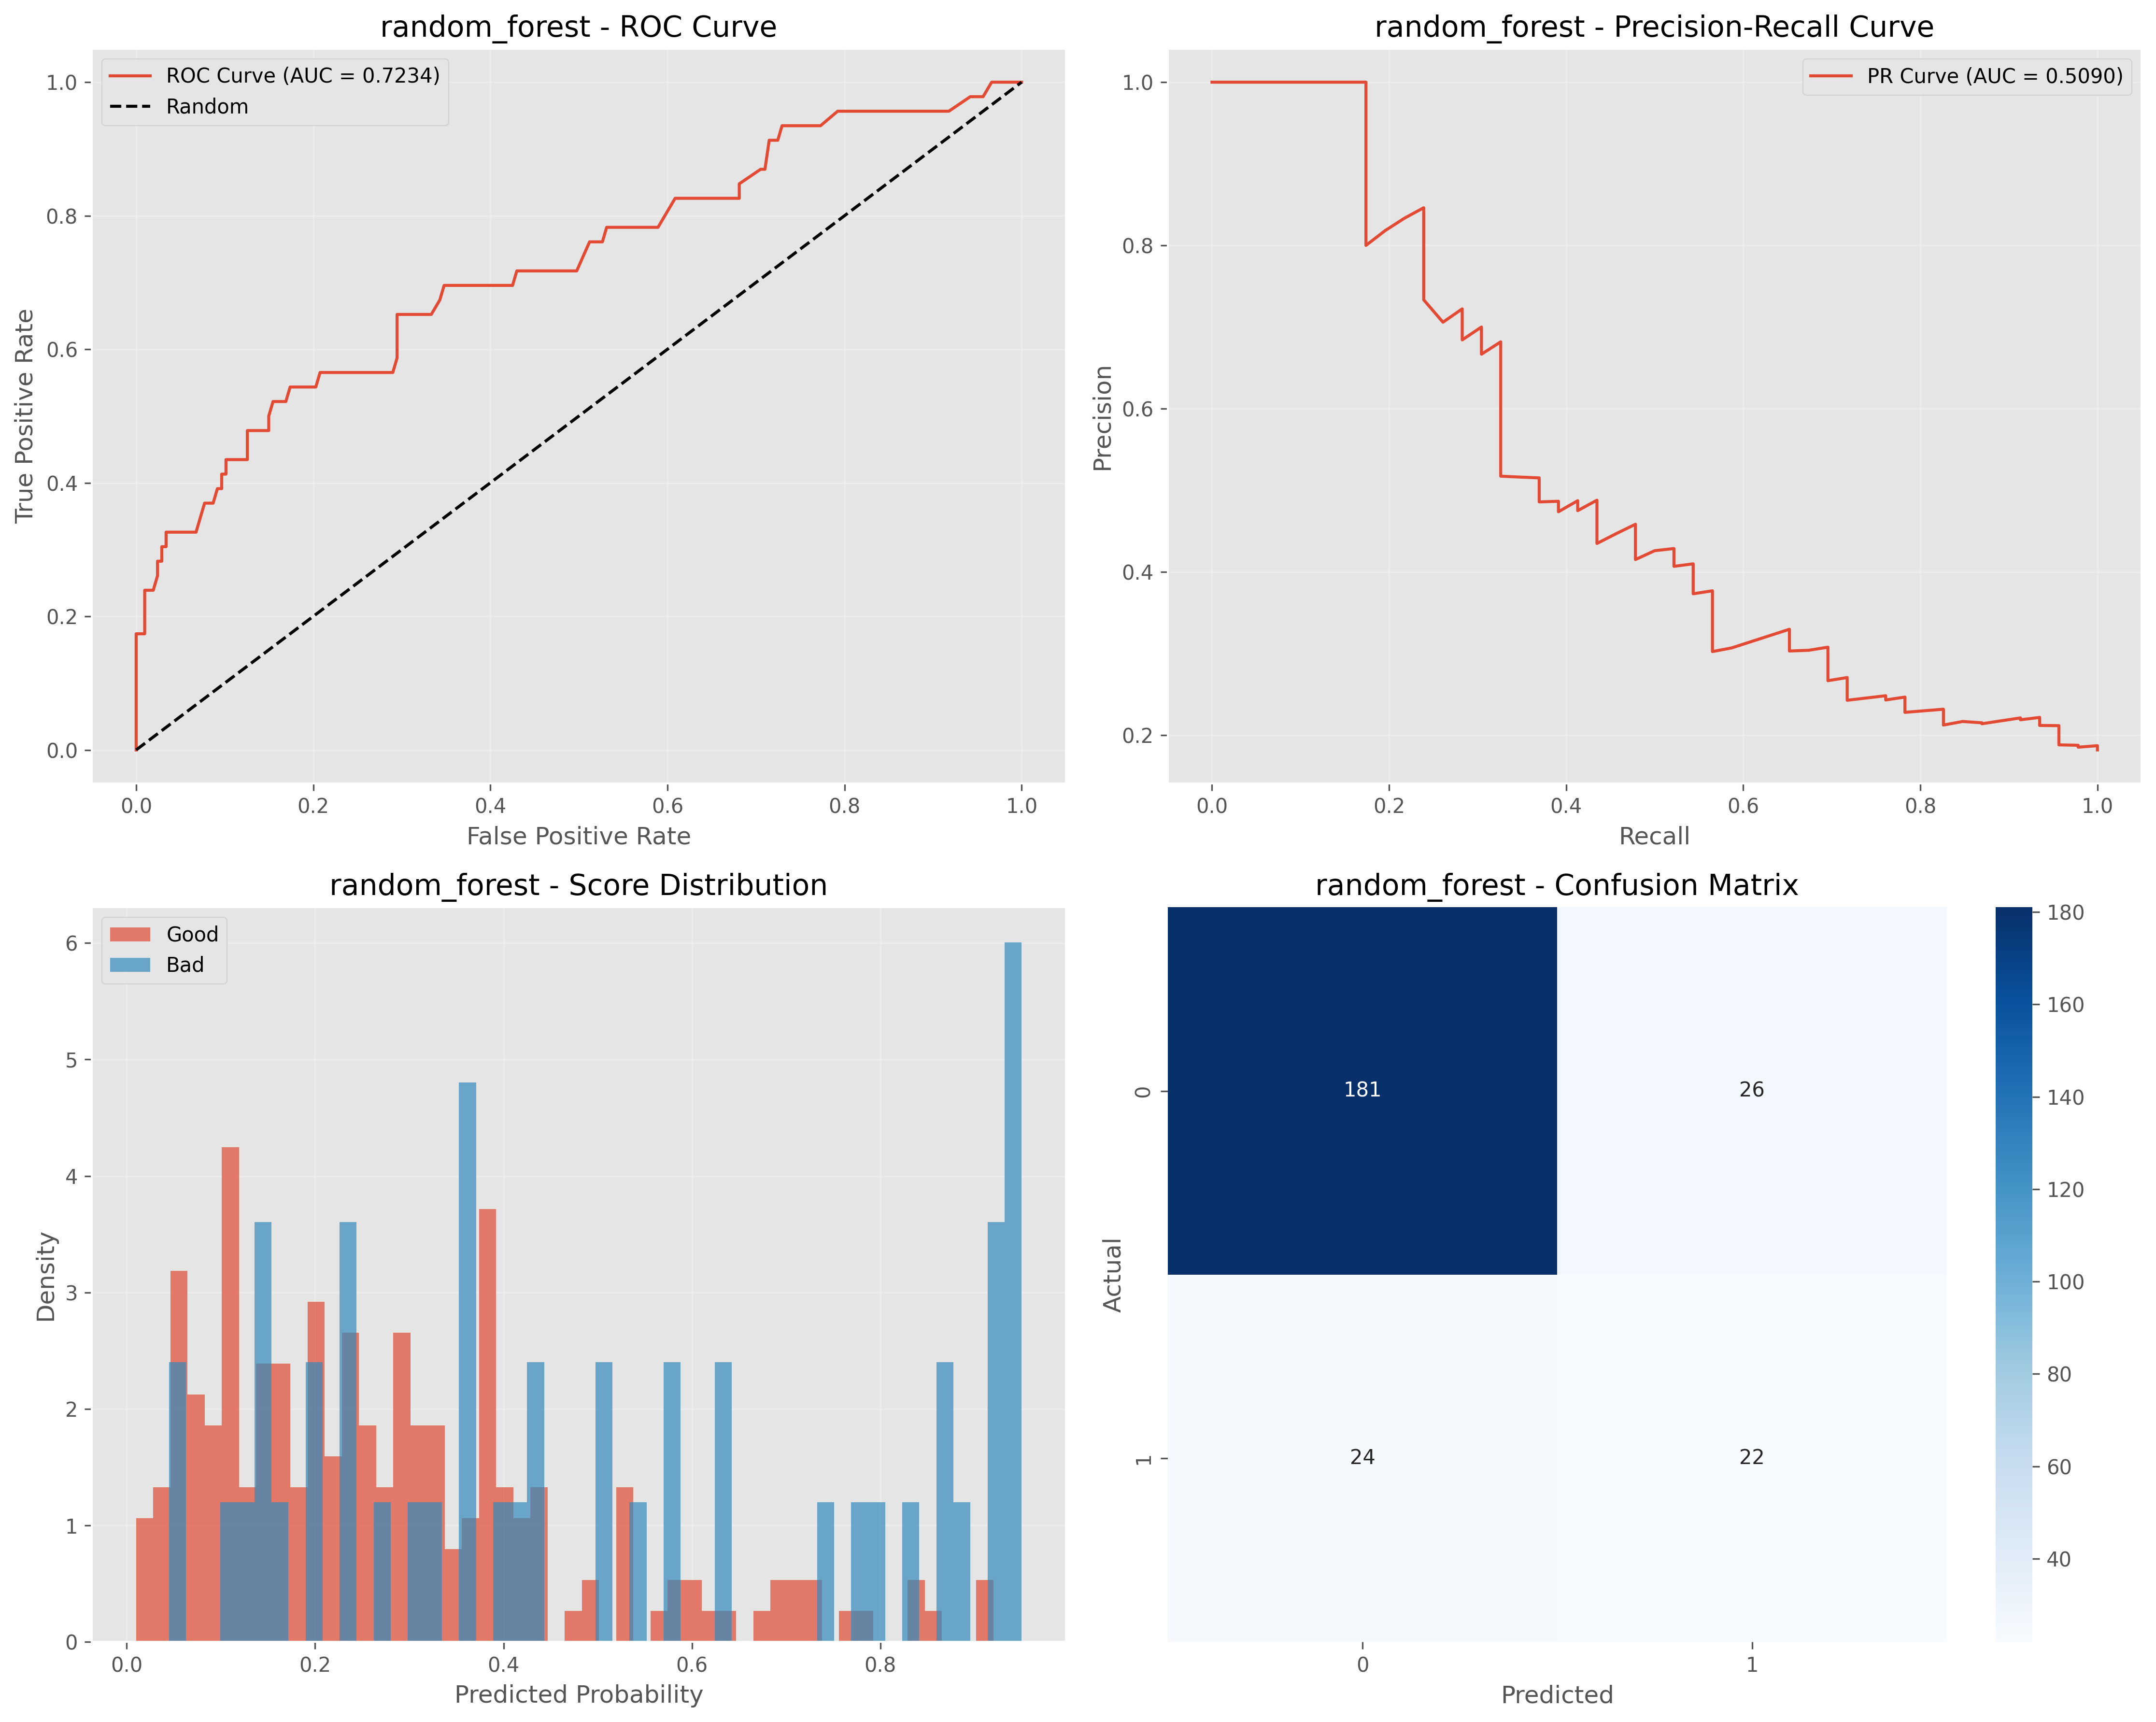 random_forest - ROC Curve
ROC Curve (AUC = 0.7234)
Random
1.0
0.8
0.6
0.4
0.2
0.0
True Positive Rate
0.0 0.2 0.4 0.6 0.8 1.0
False Positive Rate
random_forest - Precision-Recall Curve
PR Curve (AUC = 0.5090)
1.0
0.8
0.6
0.4
0.2
Precision
0.0 0.2 0.4 0.6 0.8 1.0
Recall
random_forest - Score Distribution
Good
Bad
6
5
4
3
2
1
0
Density
0.0 0.2 0.4 0.6 0.8
Predicted Probability
random_forest - Confusion Matrix
181 26
24 22
0
1
Actual
0 1
Predicted
180
160
140
120
100
80
60
40